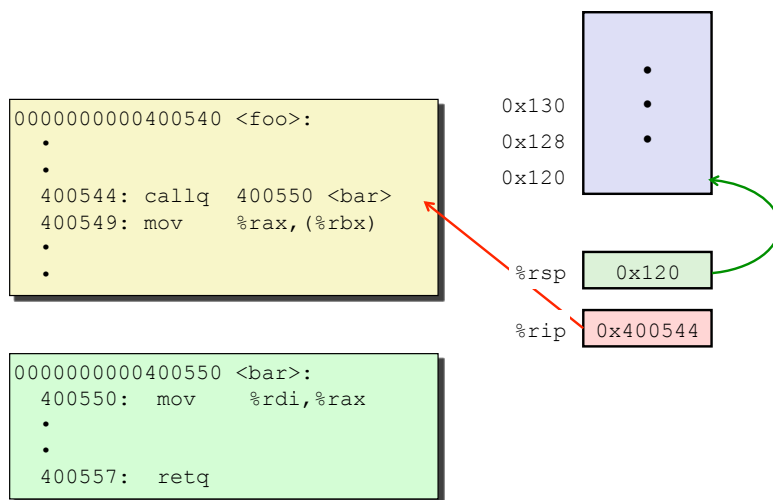 0000000000400540 <foo>:
•
•
400544: callq 400550 <bar>
400549: mov %rax,(%rbx)
•
•
0000000000400550 <bar>:
400550: mov %rdi,%rax
•
•
400557: retq
•
•
•
0x130
0x128
0x120
%rsp 0x120
%rip 0x400544